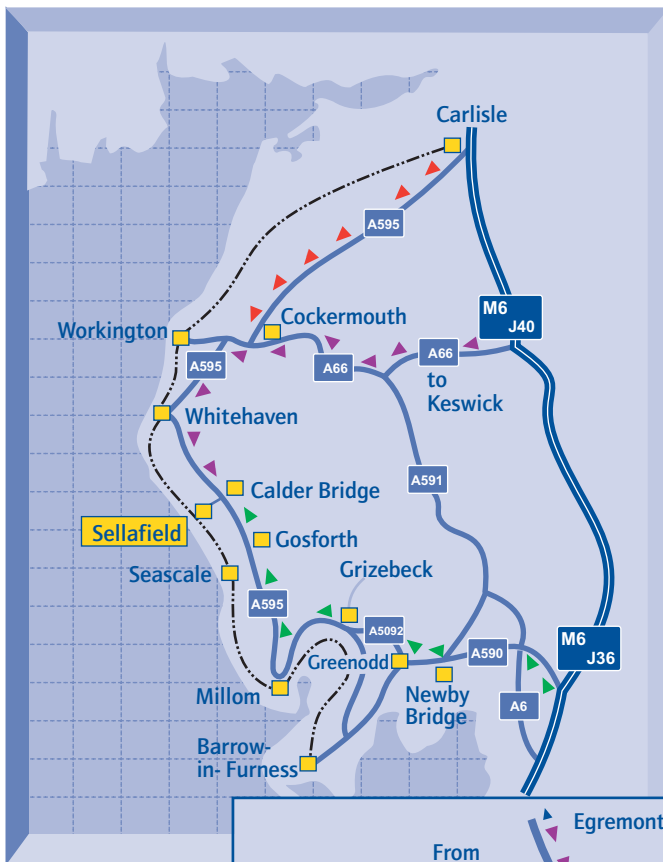 Carlisle
A595
M6
J40
Cockermouth
Workington
A66
to
Keswick
A66
A595
Whitehaven
A591
Calder Bridge
Sellafield
Gosforth
Seascale
Grizebeck
A595
A5092
M6
J36
A590
Greenodd
Millom
Newby
Bridge
A6
Barrow-
in- Furness
Egremont
From